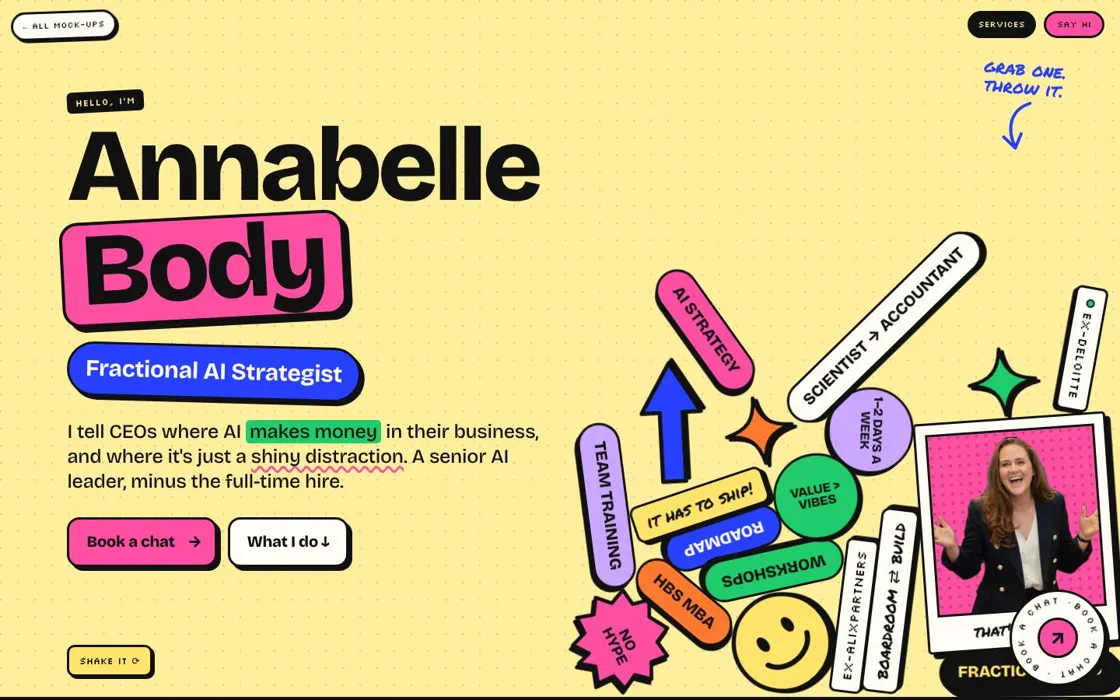 ← ALL MOCK-UPS
SERVICES
SAY HI
GRAB ONE.
THROW IT.
HELLO, I'M
Annabelle
Body
Fractional AI Strategist
I tell CEOs where AI makes money in their business,
and where it's just a shiny distraction. A senior AI
leader, minus the full-time hire.
Book a chat →
What I do ↓
SHAKE IT ⟳
AI STRATEGY
SCIENTIST → ACCOUNTANT
EX-DELOITTE
1–2 DAYS A
WEEK
TEAM TRAINING
IT HAS TO SHIP!
VALUE >
VIBES
ROADMAP
WORKSHOPS
HBS MBA
NO
HYPE
EX-ALIXPARTNERS
BOARDROOM ⇄ BUILD
BOOK A CHAT · BOOK A CHAT ·